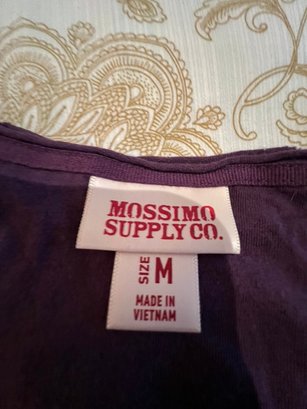 MOSSIMO
SUPPLY CO.
SIZE M
MADE IN
VIETNAM